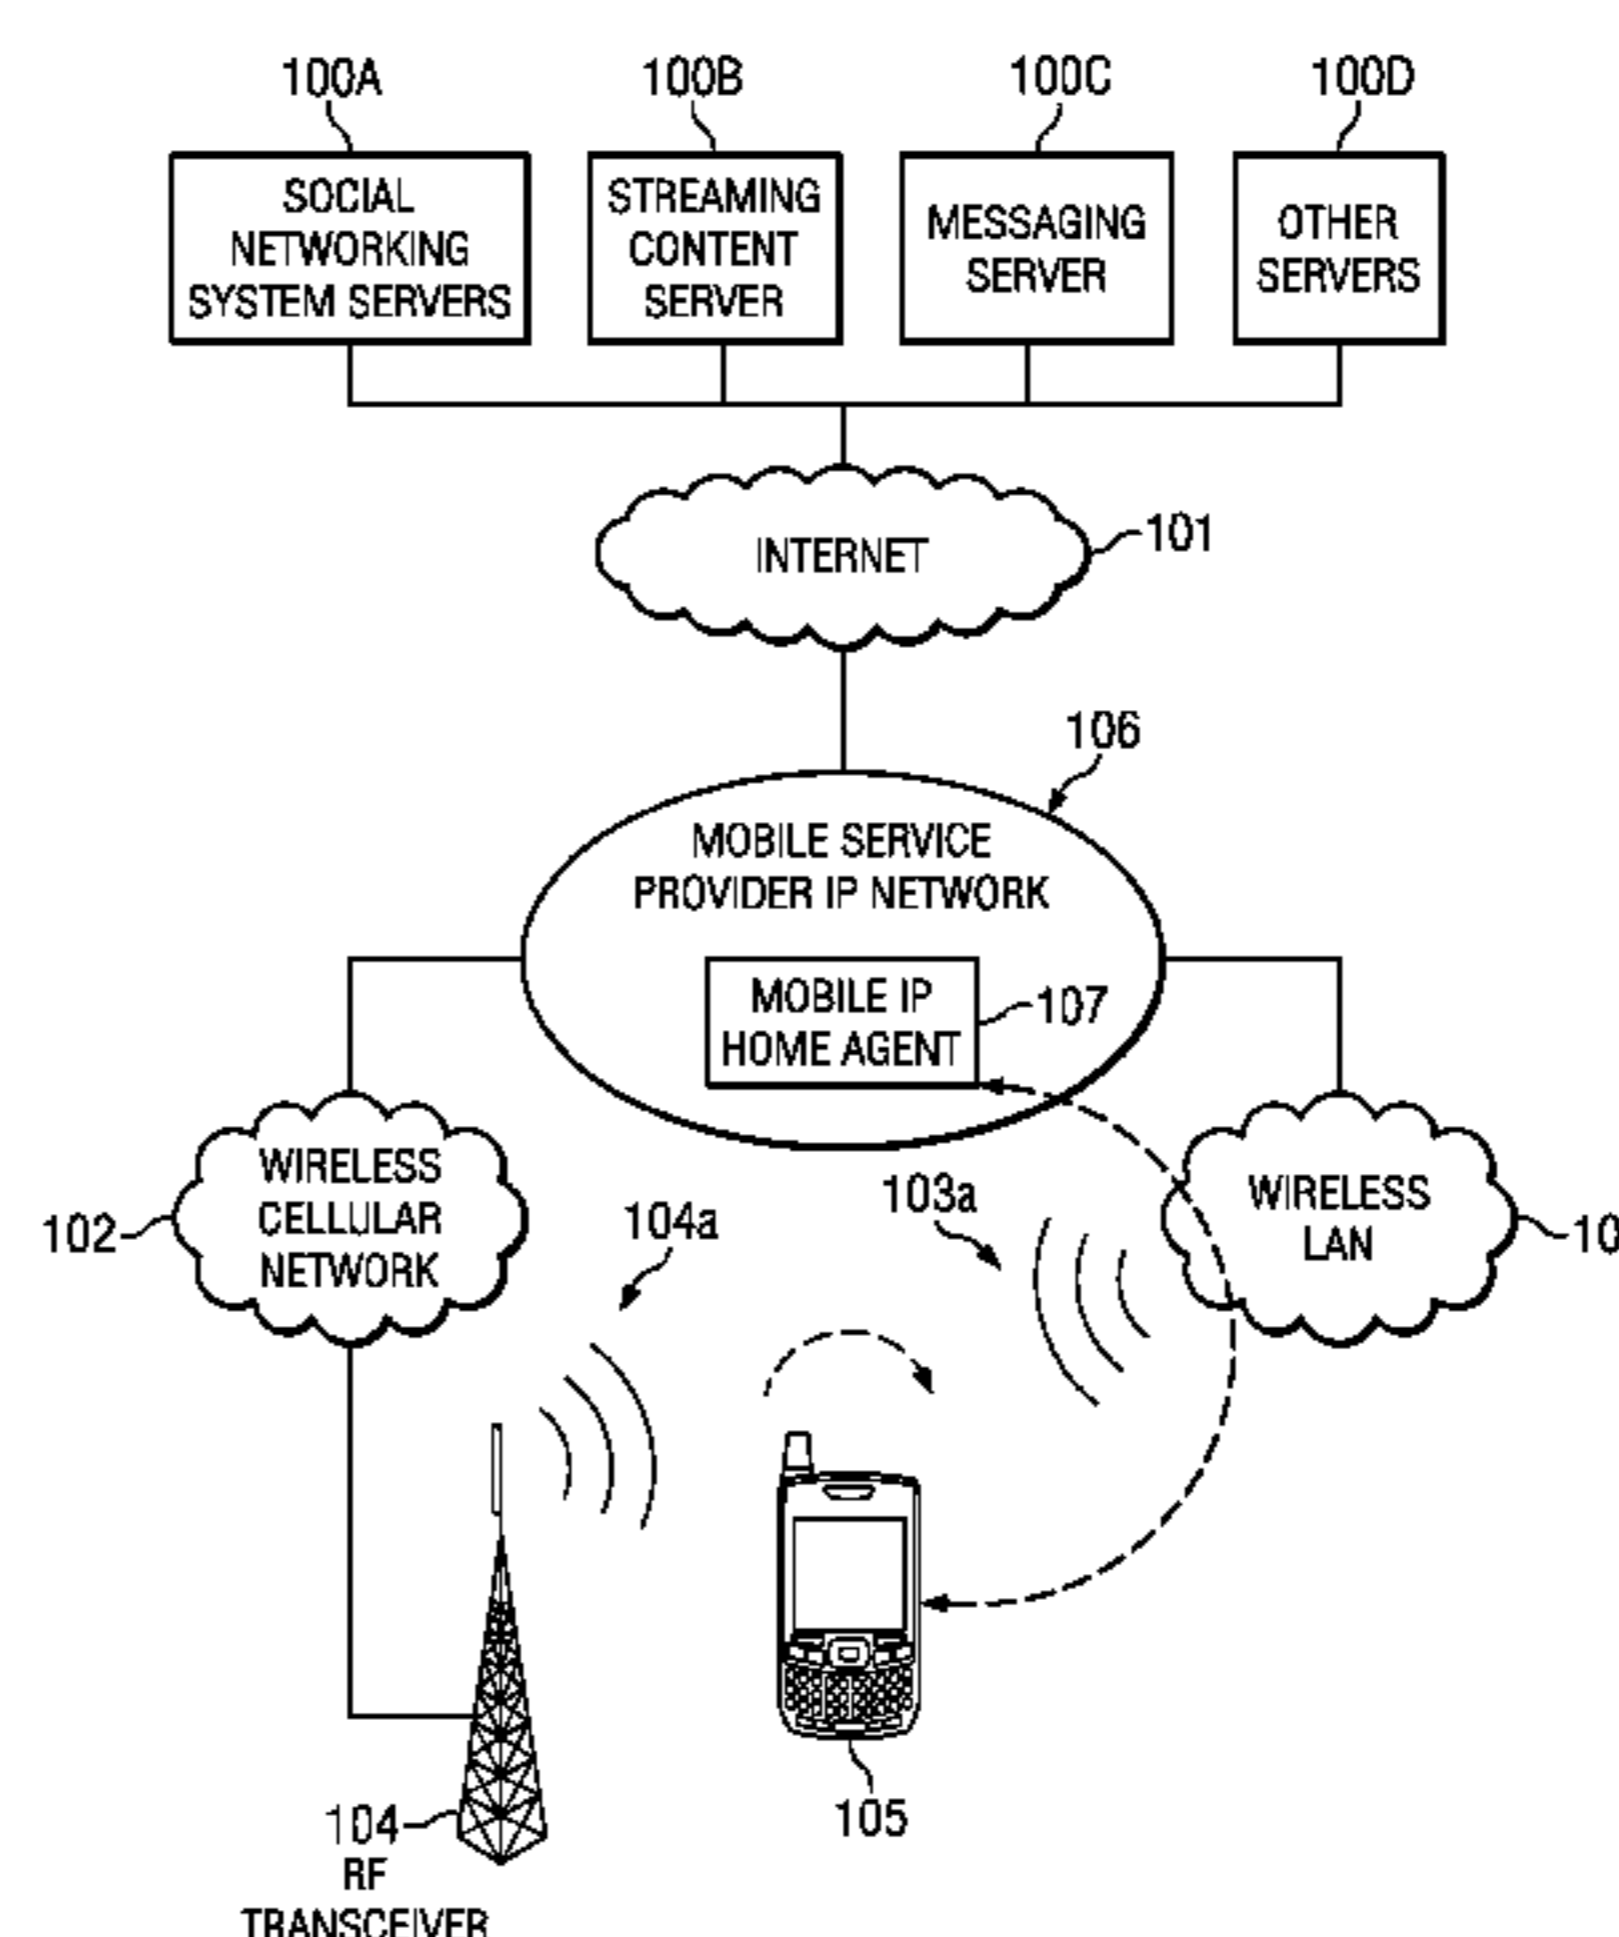 100A
100B
100C
100D
SOCIAL
NETWORKING
SYSTEM SERVERS
STREAMING
CONTENT
SERVER
MESSAGING
SERVER
OTHER
SERVERS
INTERNET
101
106
MOBILE SERVICE
PROVIDER IP NETWORK
MOBILE IP
HOME AGENT
107
WIRELESS
CELLULAR
NETWORK
102
104a
103a
WIRELESS
LAN
10
105
104
RF
TRANSCEIVER